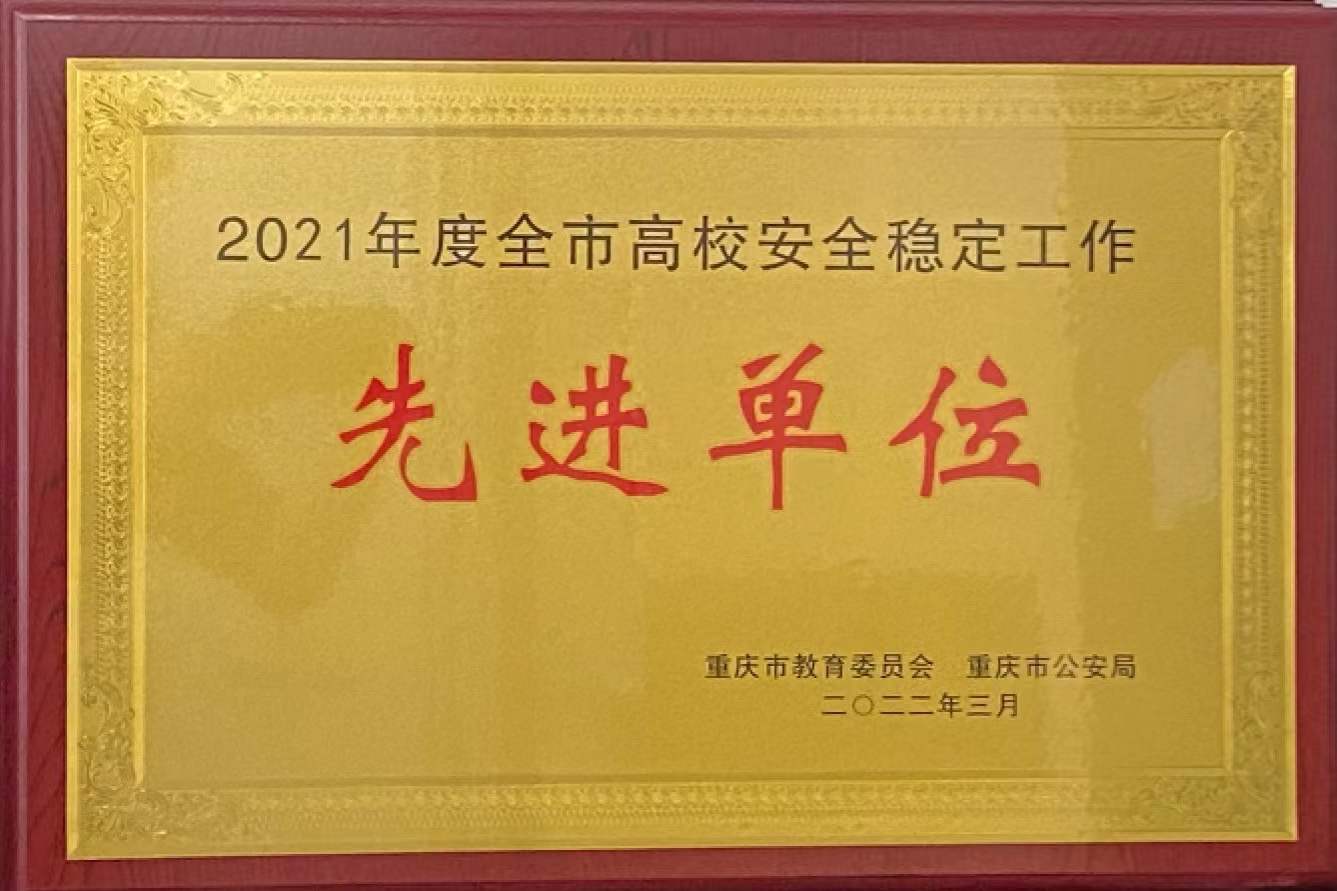 2021年度全市高校安全稳定工作
先进单位
重庆市教育委员会　重庆市公安局
二〇二二年三月